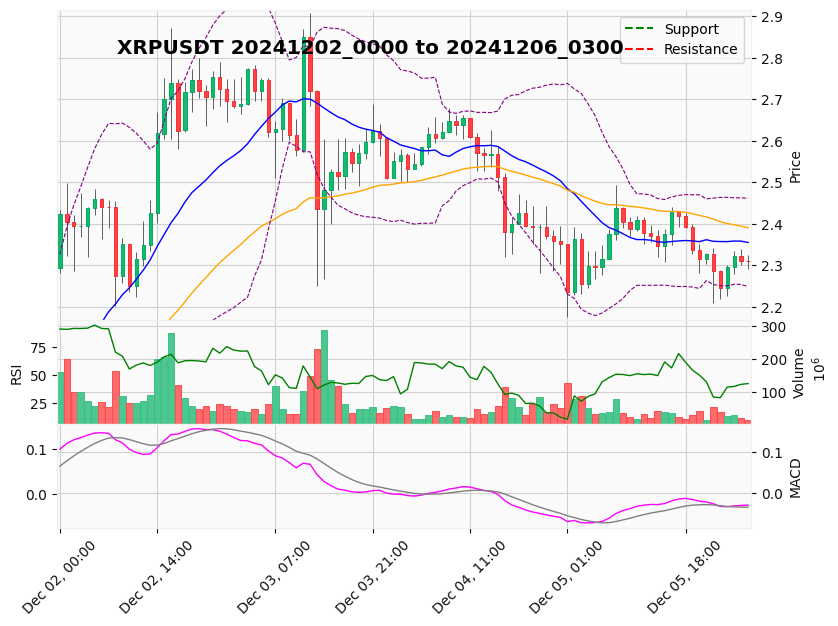 XRPUSDT 20241202_0000 to 20241206_0300
Support
Resistance
2.9
2.8
2.7
2.6
2.5
2.4
2.3
2.2
Price
75
50
25
RSI
300
200
100
Volume
10^6
0.1
0.0
0.1
0.0
MACD
Dec 02, 00:00
Dec 02, 14:00
Dec 03, 07:00
Dec 03, 21:00
Dec 04, 11:00
Dec 05, 01:00
Dec 05, 18:00